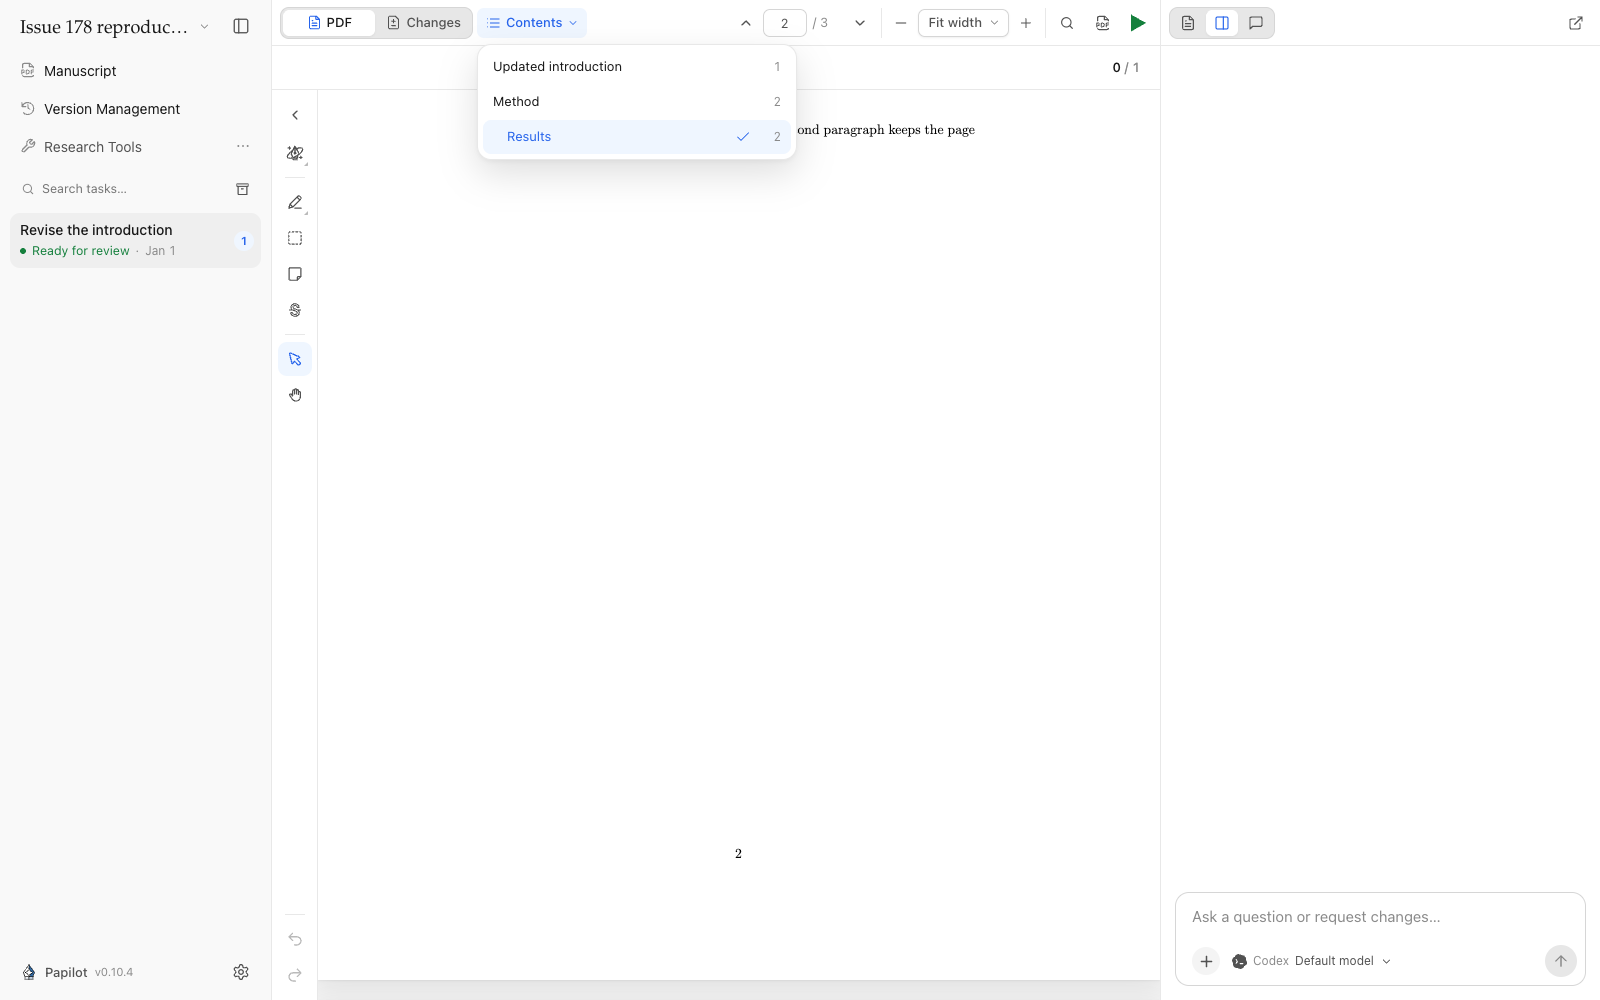 Issue 178 reproduc...
Manuscript
Version Management
Research Tools
Search tasks...
Revise the introduction
Ready for review · Jan 1
1
Papilot v0.10.4
PDF
Changes
Contents
2 / 3
Fit width
PDF
0 / 1
Updated introduction 1
Method 2
Results 2
ond paragraph keeps the page
2
Ask a question or request changes...
Codex Default model